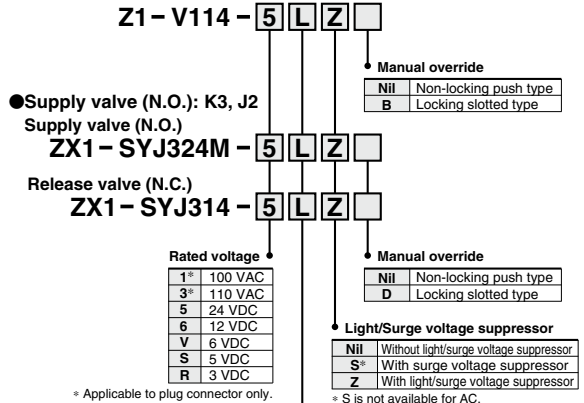 Z1 – V114 – 5 L Z
Manual override
Nil Non-locking push type
B Locking slotted type
●Supply valve (N.O.): K3, J2
Supply valve (N.O.)
ZX1 – SYJ324M – 5 L Z
Release valve (N.C.)
ZX1 – SYJ314 – 5 L Z
Rated voltage
1* 100 VAC
3* 110 VAC
5 24 VDC
6 12 VDC
V 6 VDC
S 5 VDC
R 3 VDC
* Applicable to plug connector only.
Manual override
Nil Non-locking push type
D Locking slotted type
Light/Surge voltage suppressor
Nil Without light/surge voltage suppressor
S* With surge voltage suppressor
Z With light/surge voltage suppressor
* S is not available for AC.